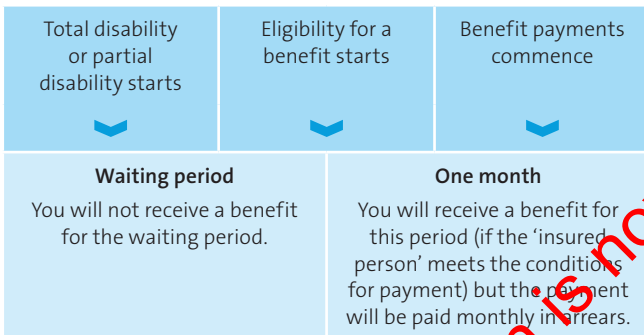 Total disability
or partial
disability starts
Eligibility for a
benefit starts
Benefit payments
commence
Waiting period
You will not receive a benefit
for the waiting period.
One month
You will receive a benefit for
this period (if the ‘insured
person’ meets the conditions
for payment) but the payment
will be paid monthly in arrears.
is no